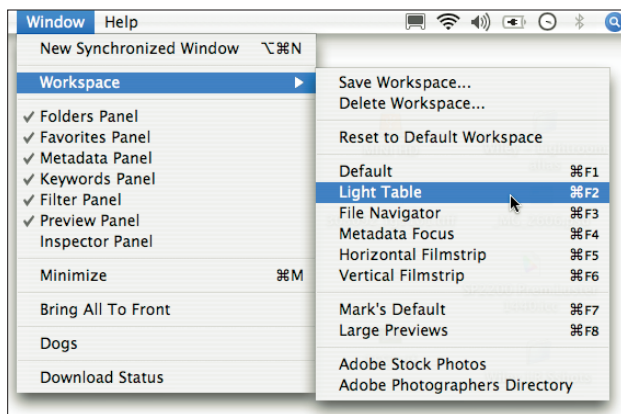 Window Help
New Synchronized Window ⌥⌘N
Workspace
✓ Folders Panel
✓ Favorites Panel
✓ Metadata Panel
✓ Keywords Panel
✓ Filter Panel
✓ Preview Panel
Inspector Panel
Minimize ⌘M
Bring All To Front
Dogs
Download Status
Save Workspace...
Delete Workspace...
Reset to Default Workspace
Default ⌘F1
Light Table ⌘F2
File Navigator ⌘F3
Metadata Focus ⌘F4
Horizontal Filmstrip ⌘F5
Vertical Filmstrip ⌘F6
Mark's Default ⌘F7
Large Previews ⌘F8
Adobe Stock Photos
Adobe Photographers Directory